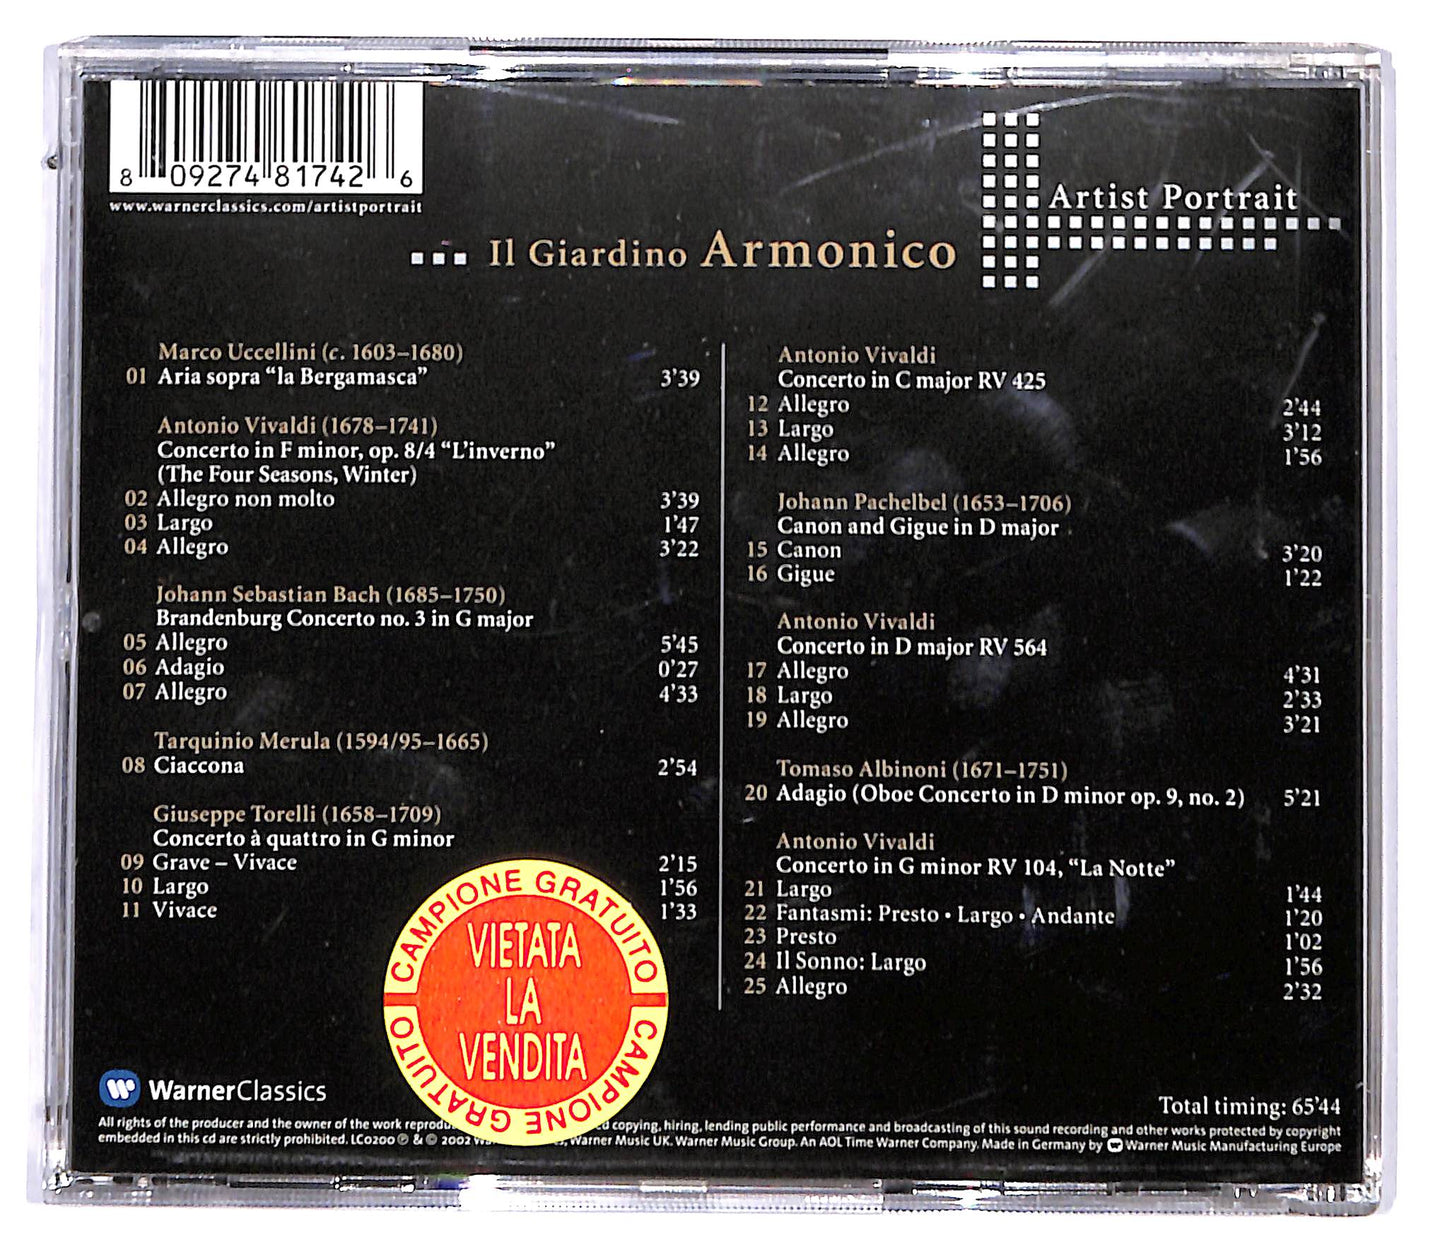 8 09274 81742 6
www.warnerclassics.com/artistportrait
Artist Portrait
Il Giardino Armonico
Marco Uccellini (c. 1603–1680)
01 Aria sopra “la Bergamasca” 3’39
Antonio Vivaldi (1678–1741)
Concerto in F minor, op. 8/4 “L’inverno”
(The Four Seasons, Winter)
02 Allegro non molto 3’39
03 Largo 1’47
04 Allegro 3’22
Johann Sebastian Bach (1685–1750)
Brandenburg Concerto no. 3 in G major
05 Allegro 5’45
06 Adagio 0’27
07 Allegro 4’33
Tarquinio Merula (1594/95–1665)
08 Ciaccona 2’54
Giuseppe Torelli (1658–1709)
Concerto à quattro in G minor
09 Grave – Vivace 2’15
10 Largo 1’56
11 Vivace 1’33
Antonio Vivaldi
Concerto in C major RV 425
12 Allegro 2’44
13 Largo 3’12
14 Allegro 1’56
Johann Pachelbel (1653–1706)
Canon and Gigue in D major
15 Canon 3’20
16 Gigue 1’22
Antonio Vivaldi
Concerto in D major RV 564
17 Allegro 4’31
18 Largo 2’33
19 Allegro 3’21
Tomaso Albinoni (1671–1751)
20 Adagio (Oboe Concerto in D minor op. 9, no. 2) 5’21
Antonio Vivaldi
Concerto in G minor RV 104, “La Notte”
21 Largo 1’44
22 Fantasmi: Presto • Largo • Andante 1’20
23 Presto 1’02
24 Il Sonno: Largo 1’56
25 Allegro 2’32
CAMPIONE GRATUITO
VIETATA
LA
VENDITA
CAMPIONE GRATUITO
WarnerClassics
Total timing: 65’44
All rights of the producer and the owner of the work copying, hiring, lending public performance and broadcasting of this sound recording and other works protected by copyright
embedded in this cd are strictly prohibited. LC0200 ℗ & © 2002 Warner Music UK. Warner Music Group. An AOL Time Warner Company. Made in Germany by Warner Music Manufacturing Europe